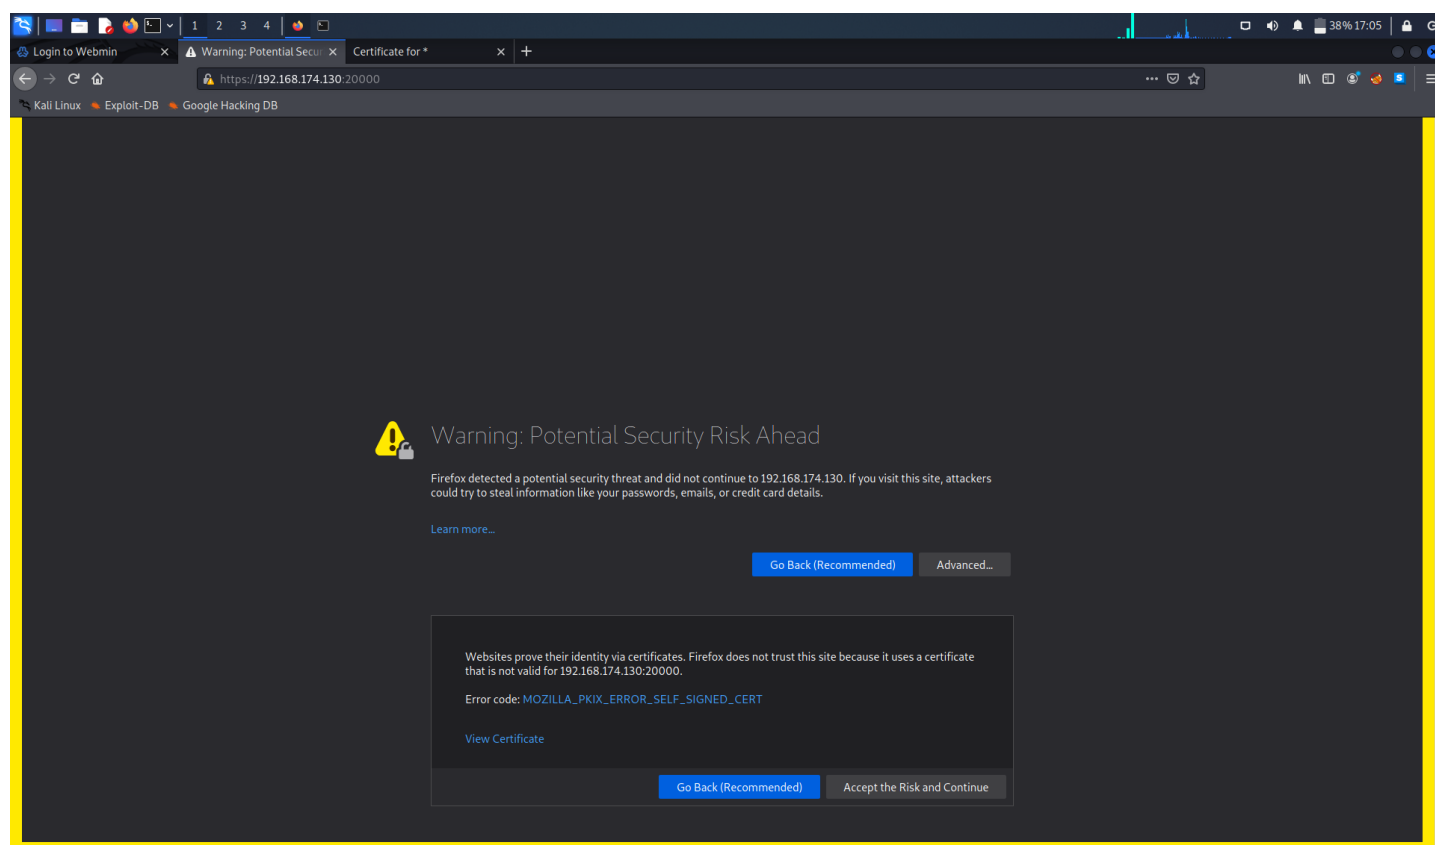 1 2 3 4
38% 17:05
Login to Webmin
Warning: Potential Secur
Certificate for *
https://192.168.174.130:20000
Kali Linux
Exploit-DB
Google Hacking DB
Warning: Potential Security Risk Ahead
Firefox detected a potential security threat and did not continue to 192.168.174.130. If you visit this site, attackers
could try to steal information like your passwords, emails, or credit card details.
Learn more...
Go Back (Recommended)
Advanced...
Websites prove their identity via certificates. Firefox does not trust this site because it uses a certificate
that is not valid for 192.168.174.130:20000.
Error code: MOZILLA_PKIX_ERROR_SELF_SIGNED_CERT
View Certificate
Go Back (Recommended)
Accept the Risk and Continue